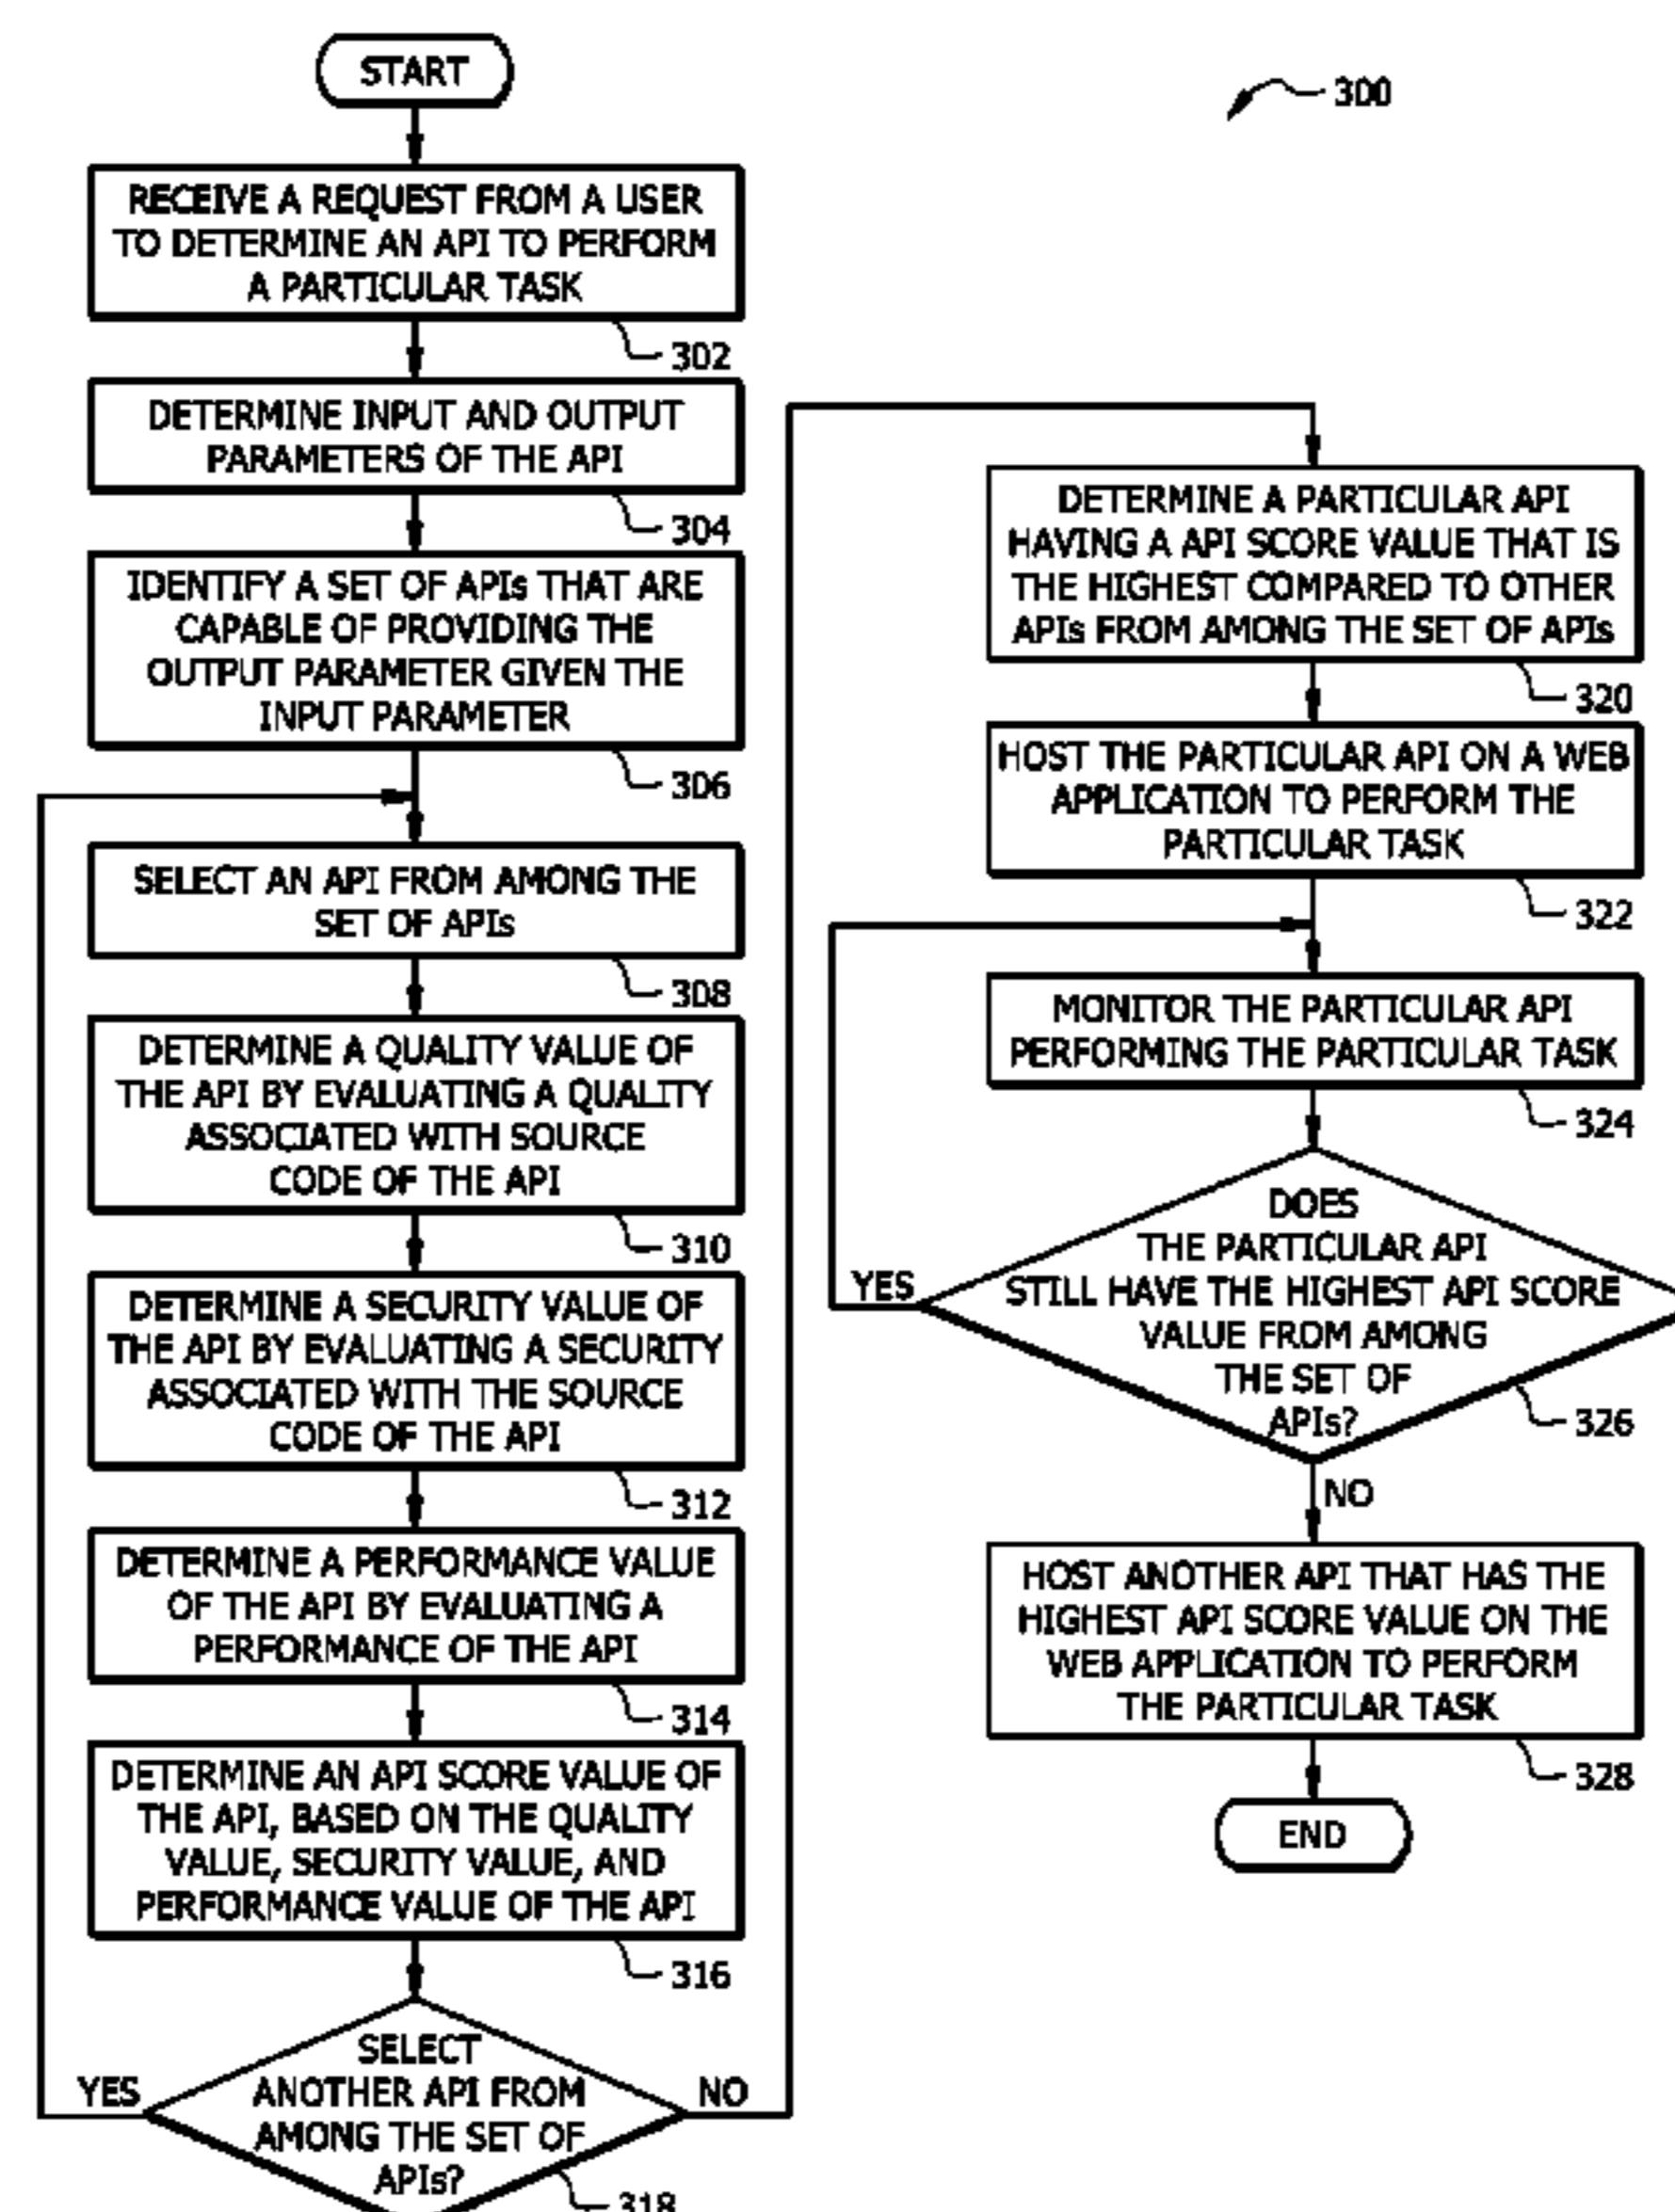 START
RECEIVE A REQUEST FROM A USER
TO DETERMINE AN API TO PERFORM
A PARTICULAR TASK
302
DETERMINE INPUT AND OUTPUT
PARAMETERS OF THE API
304
IDENTIFY A SET OF APIs THAT ARE
CAPABLE OF PROVIDING THE
OUTPUT PARAMETER GIVEN THE
INPUT PARAMETER
306
SELECT AN API FROM AMONG THE
SET OF APIs
308
DETERMINE A QUALITY VALUE OF
THE API BY EVALUATING A QUALITY
ASSOCIATED WITH SOURCE
CODE OF THE API
310
DETERMINE A SECURITY VALUE OF
THE API BY EVALUATING A SECURITY
ASSOCIATED WITH THE SOURCE
CODE OF THE API
312
DETERMINE A PERFORMANCE VALUE
OF THE API BY EVALUATING A
PERFORMANCE OF THE API
314
DETERMINE AN API SCORE VALUE OF
THE API, BASED ON THE QUALITY
VALUE, SECURITY VALUE, AND
PERFORMANCE VALUE OF THE API
316
SELECT
ANOTHER API FROM
AMONG THE SET OF
APIs?
YES
NO
318
300
DETERMINE A PARTICULAR API
HAVING A API SCORE VALUE THAT IS
THE HIGHEST COMPARED TO OTHER
APIs FROM AMONG THE SET OF APIs
320
HOST THE PARTICULAR API ON A WEB
APPLICATION TO PERFORM THE
PARTICULAR TASK
322
MONITOR THE PARTICULAR API
PERFORMING THE PARTICULAR TASK
324
DOES
THE PARTICULAR API
STILL HAVE THE HIGHEST API SCORE
VALUE FROM AMONG
THE SET OF
APIs?
YES
326
NO
HOST ANOTHER API THAT HAS THE
HIGHEST API SCORE VALUE ON THE
WEB APPLICATION TO PERFORM
THE PARTICULAR TASK
328
END